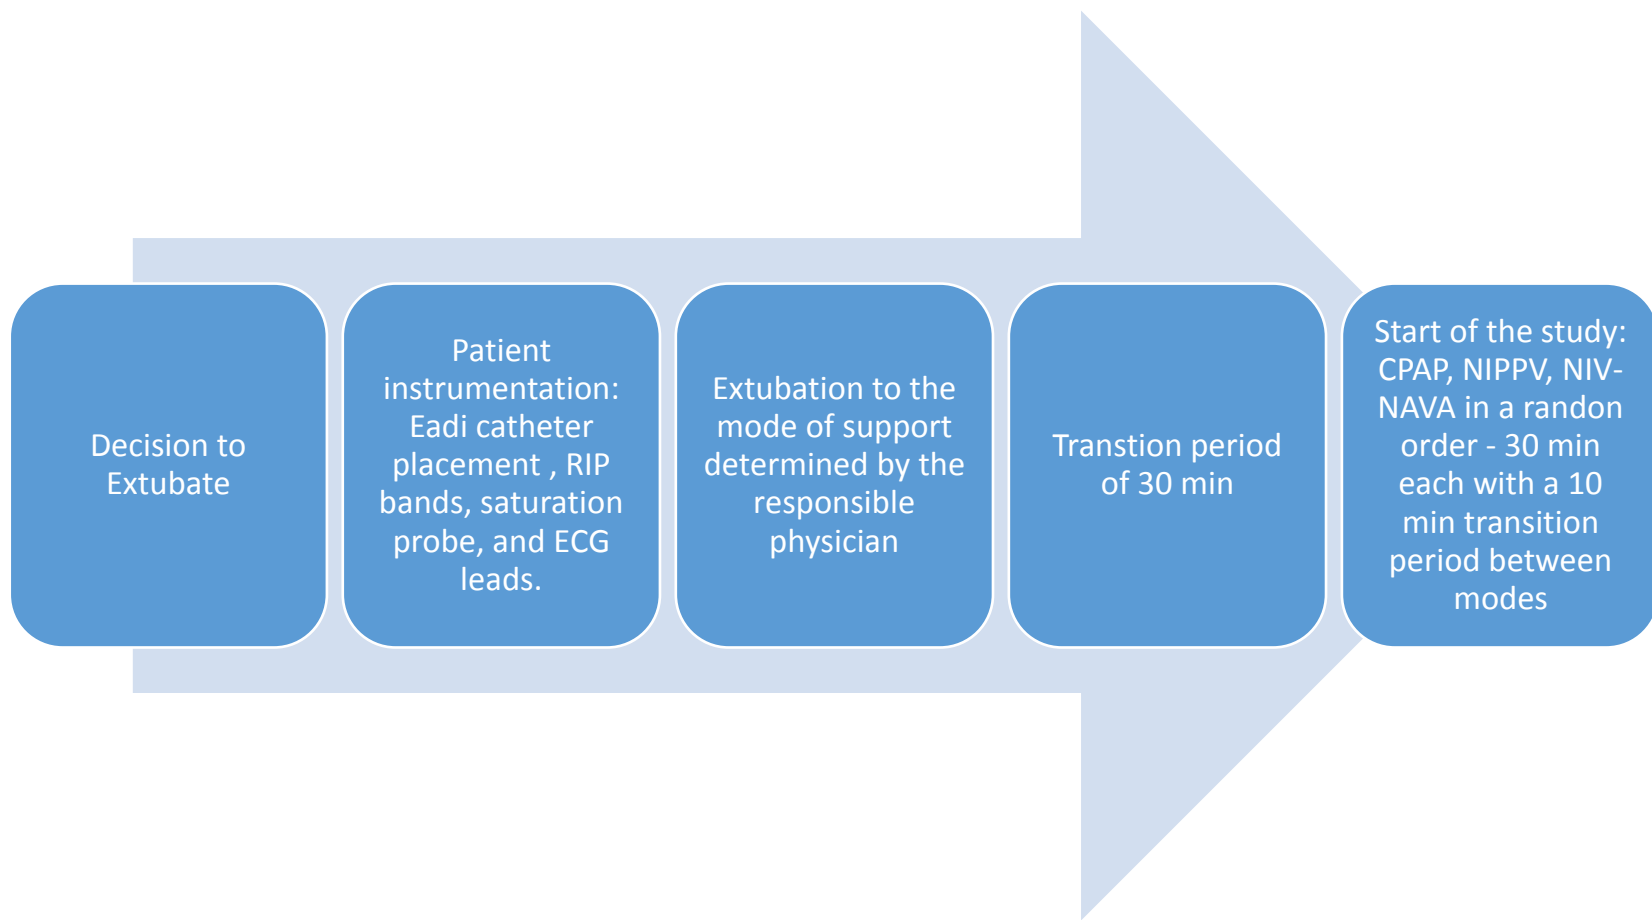 Decision to
Extubate
Patient
instrumentation:
Eadi catheter
placement , RIP
bands, saturation
probe, and ECG
leads.
Extubation to the
mode of support
determined by the
responsible
physician
Transtion period
of 30 min
Start of the study:
CPAP, NIPPV, NIV-
NAVA in a randon
order - 30 min
each with a 10
min transition
period between
modes